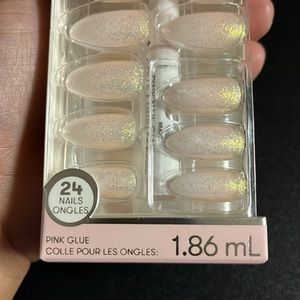 24
NAILS
ONGLES
PINK GLUE
COLLE POUR LES ONGLES:
1.86 mL